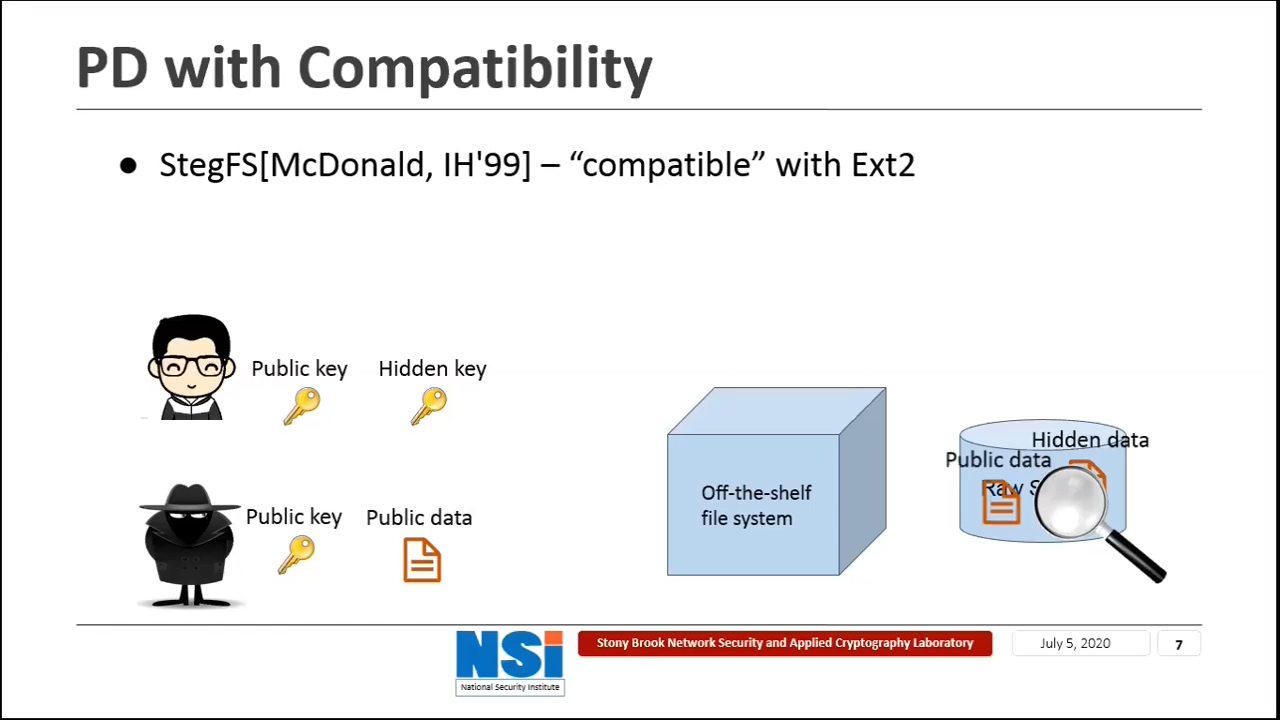 PD with Compatibility
● StegFS[McDonald, IH'99] – “compatible” with Ext2
Public key
Hidden key
Public key
Public data
Off-the-shelf
file system
Hidden data
Public data
Raw S
NSI
National Security Institute
Stony Brook Network Security and Applied Cryptography Laboratory
July 5, 2020
7